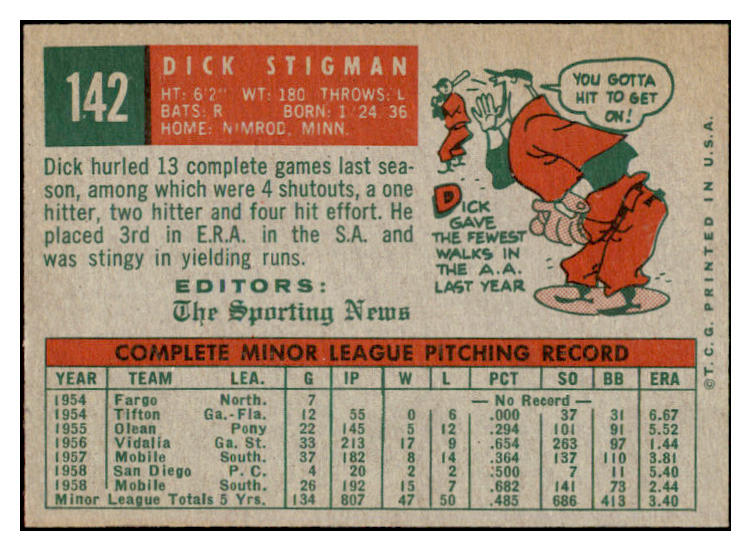 142
DICK STIGMAN
HT: 6'2" WT: 180 THROWS: L
BATS: R BORN: 1 24 36
HOME: NIMROD, MINN.
Dick hurled 13 complete games last sea-
son, among which were 4 shutouts, a one
hitter, two hitter and four hit effort. He
placed 3rd in E.R.A. in the S.A. and
was stingy in yielding runs.
EDITORS:
The Sporting News
YOU GOTTA
HIT TO GET
ON!
DICK
GAVE
THE FEWEST
WALKS IN
THE A.A.
LAST YEAR
COMPLETE MINOR LEAGUE PITCHING RECORD
YEAR TEAM LEA. G IP W L PCT SO BB ERA
1954 Fargo North. 7 — No Record —
1954 Tifton Ga.-Fla. 12 55 0 6 .000 37 31 6.67
1955 Olean Pony 22 145 5 12 .294 101 91 5.52
1956 Vidalia Ga. St. 33 213 17 9 .654 263 97 1.44
1957 Mobile South. 37 182 8 14 .364 137 110 3.81
1958 San Diego P. C. 4 20 2 2 .500 7 11 5.40
1958 Mobile South. 26 192 15 7 .682 141 73 2.44
Minor League Totals 5 Yrs. 134 807 47 50 .485 686 413 3.40
© T. C. G. PRINTED IN U.S.A.